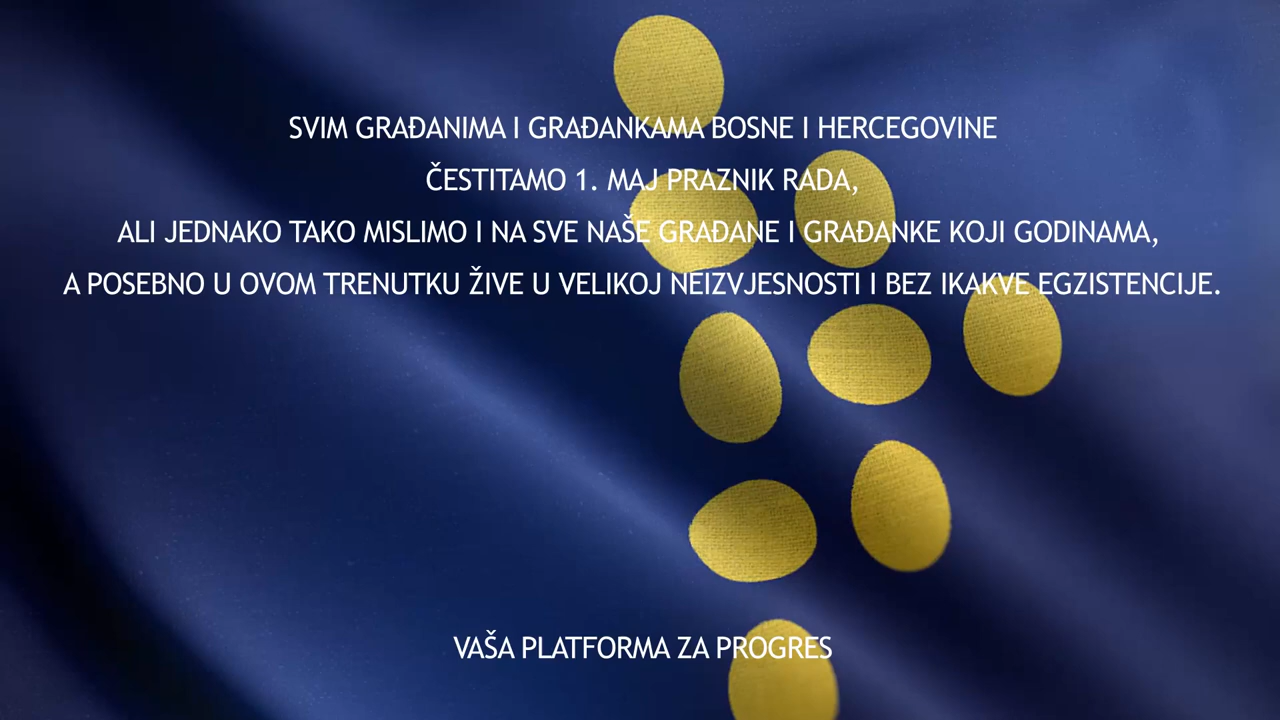 SVIM GRAĐANIMA I GRAĐANKAMA BOSNE I HERCEGOVINE
ČESTITAMO 1. MAJ PRAZNIK RADA,
ALI JEDNAKO TAKO MISLIMO I NA SVE NAŠE GRAĐANE I GRAĐANKE KOJI GODINAMA,
A POSEBNO U OVOM TRENUTKU ŽIVE U VELIKOJ NEIZVJESNOSTI I BEZ IKAKVE EGZISTENCIJE.
VAŠA PLATFORMA ZA PROGRES